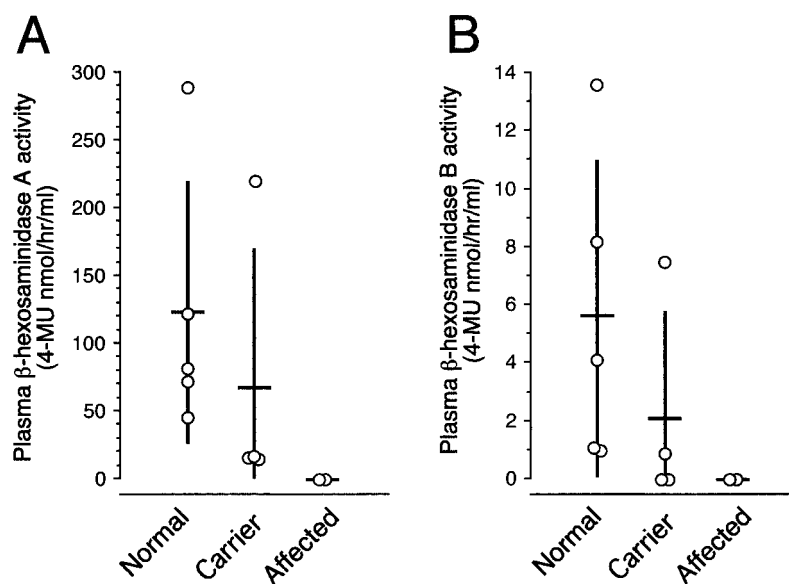 A
Plasma β-hexosaminidase A activity
(4-MU nmol/hr/ml)
300
250
200
150
100
50
0
Normal
Carrier
Affected
B
Plasma β-hexosaminidase B activity
(4-MU nmol/hr/ml)
14
12
10
8
6
4
2
0
Normal
Carrier
Affected